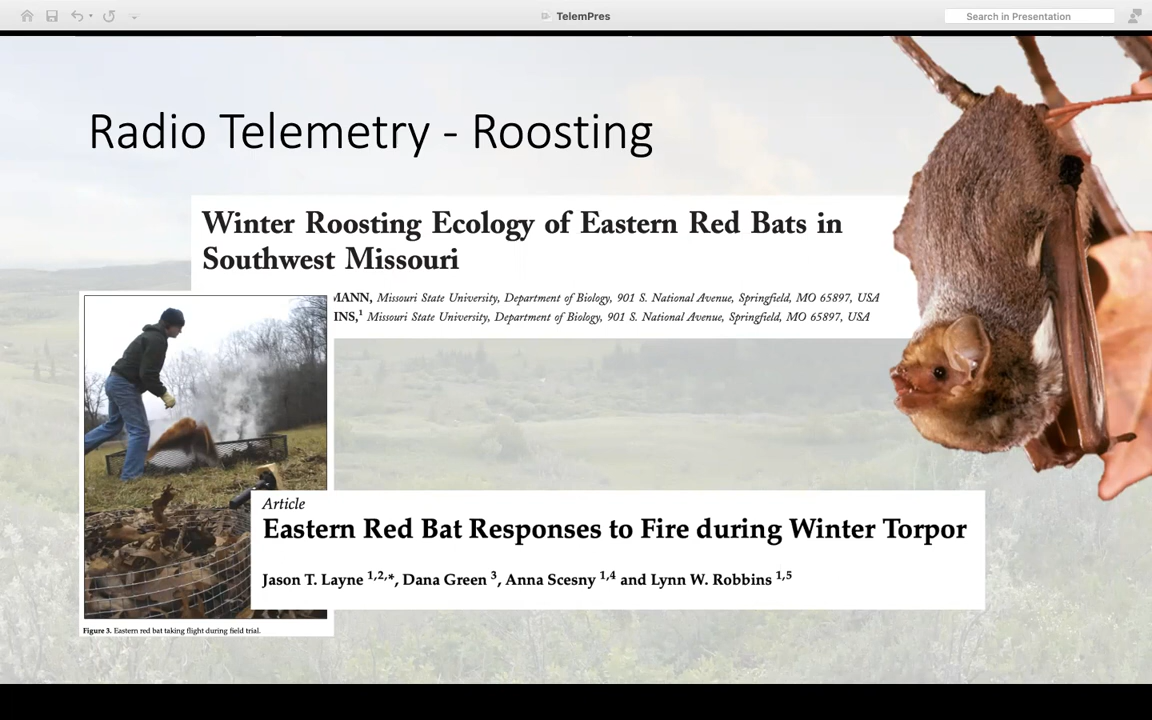 TelemPres
Search in Presentation
Radio Telemetry - Roosting
Winter Roosting Ecology of Eastern Red Bats in
Southwest Missouri
MANN, Missouri State University, Department of Biology, 901 S. National Avenue, Springfield, MO 65897, USA
INS,1 Missouri State University, Department of Biology, 901 S. National Avenue, Springfield, MO 65897, USA
Article
Eastern Red Bat Responses to Fire during Winter Torpor
Jason T. Layne 1,2,*, Dana Green 3, Anna Scesny 1,4 and Lynn W. Robbins 1,5
Figure 3. Eastern red bat taking flight during field trial.